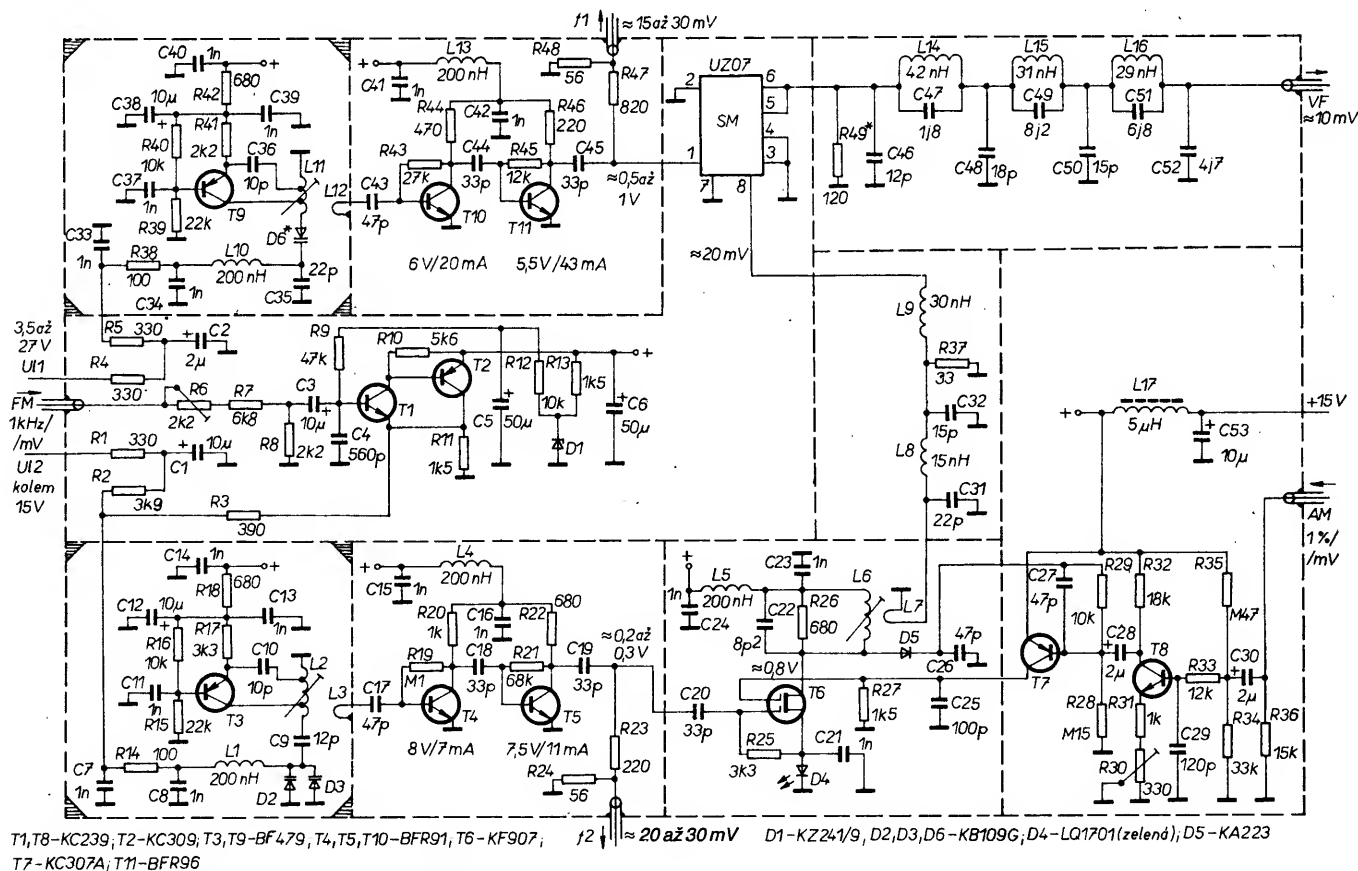 f1 ≈ 15 až 30 mV
C40 1n
+
680
R42
C38 10µ
+
C39
1n
R40
10k
R41
2k2
C36
10p
L11
C37
1n
T9
R39
22k
C33
1n
D6*
R38
100
L10
200 nH
22p
C35
C34
1n
+
L13
200 nH
C41
1n
R44
470
C42
1n
R46
220
R43
27k
C44
33p
R45
12k
C45
33p
L12
C43
47p
T10
T11
6V/20mA
5,5V/43mA
R48
56
R47
820
≈0,5 až
1V
UZ07
SM
2
6
5
4
3
1
7
8
≈20mV
R49*
120
C46
12p
L14
42nH
C47
1j8
C48
18p
L15
31nH
C49
8j2
C50
15p
L16
29nH
C51
6j8
C52
4j7
VF
≈10mV
3,5 až
27 V
UI1
R5
330
C2
+
2µ
R4
330
FM
1kHz/
/mV
R6
2k2
R7
6k8
R8
2k2
C3
+
10µ
R9
47k
R10
5k6
T1
T2
C4
560p
R11
1k5
C5
+
50µ
R12
10k
R13
1k5
D1
+
C6
+
50µ
UI2
kolem
15V
R1
330
10µ
+
C1
R2
3k9
R3
390
L9
30nH
R37
33
C32
15p
L8
15nH
C31
22p
+
L17
5µH
+15V
+
C53
10µ
AM
1%/
/mV
C14
1n
+
R18
680
C12
10µ
+
C13
1n
R16
10k
R17
3k3
C10
10p
L2
C11
1n
T3
R15
22k
C9
12p
R14
100
L1
200nH
C7
1n
C8
1n
D2
D3
L4
200nH
C15
1n
R20
1k
C16
1n
R22
680
R19
M1
C18
33p
R21
68k
C19
33p
L3
C17
47p
T4
T5
8V/7mA
7,5V/11mA
≈0,2 až
0,3V
R23
220
R24
56
f2 ≈ 20 až 30 mV
+
L5
200nH
1n
C24
C23
1n
C22
8p2
R26
680
L6
L7
D5
47p
C26
≈0,8V
T6
C20
33p
R25
3k3
C21
1n
D4
R27
1k5
C25
100p
C27
47p
R29
10k
R32
18k
R35
M47
T7
C28
+
2µ
T8
R33
12k
C30
+
2µ
R28
M15
R31
1k
R30
330
C29
120p
R34
33k
R36
15k
T1,T8-KC239; T2-KC309; T3,T9-BF479, T4,T5,T10-BFR91; T6-KF907;
T7-KC307A; T11-BFR96
D1-KZ241/9, D2,D3,D6-KB109G; D4-LQ1701(zelená); D5-KA223